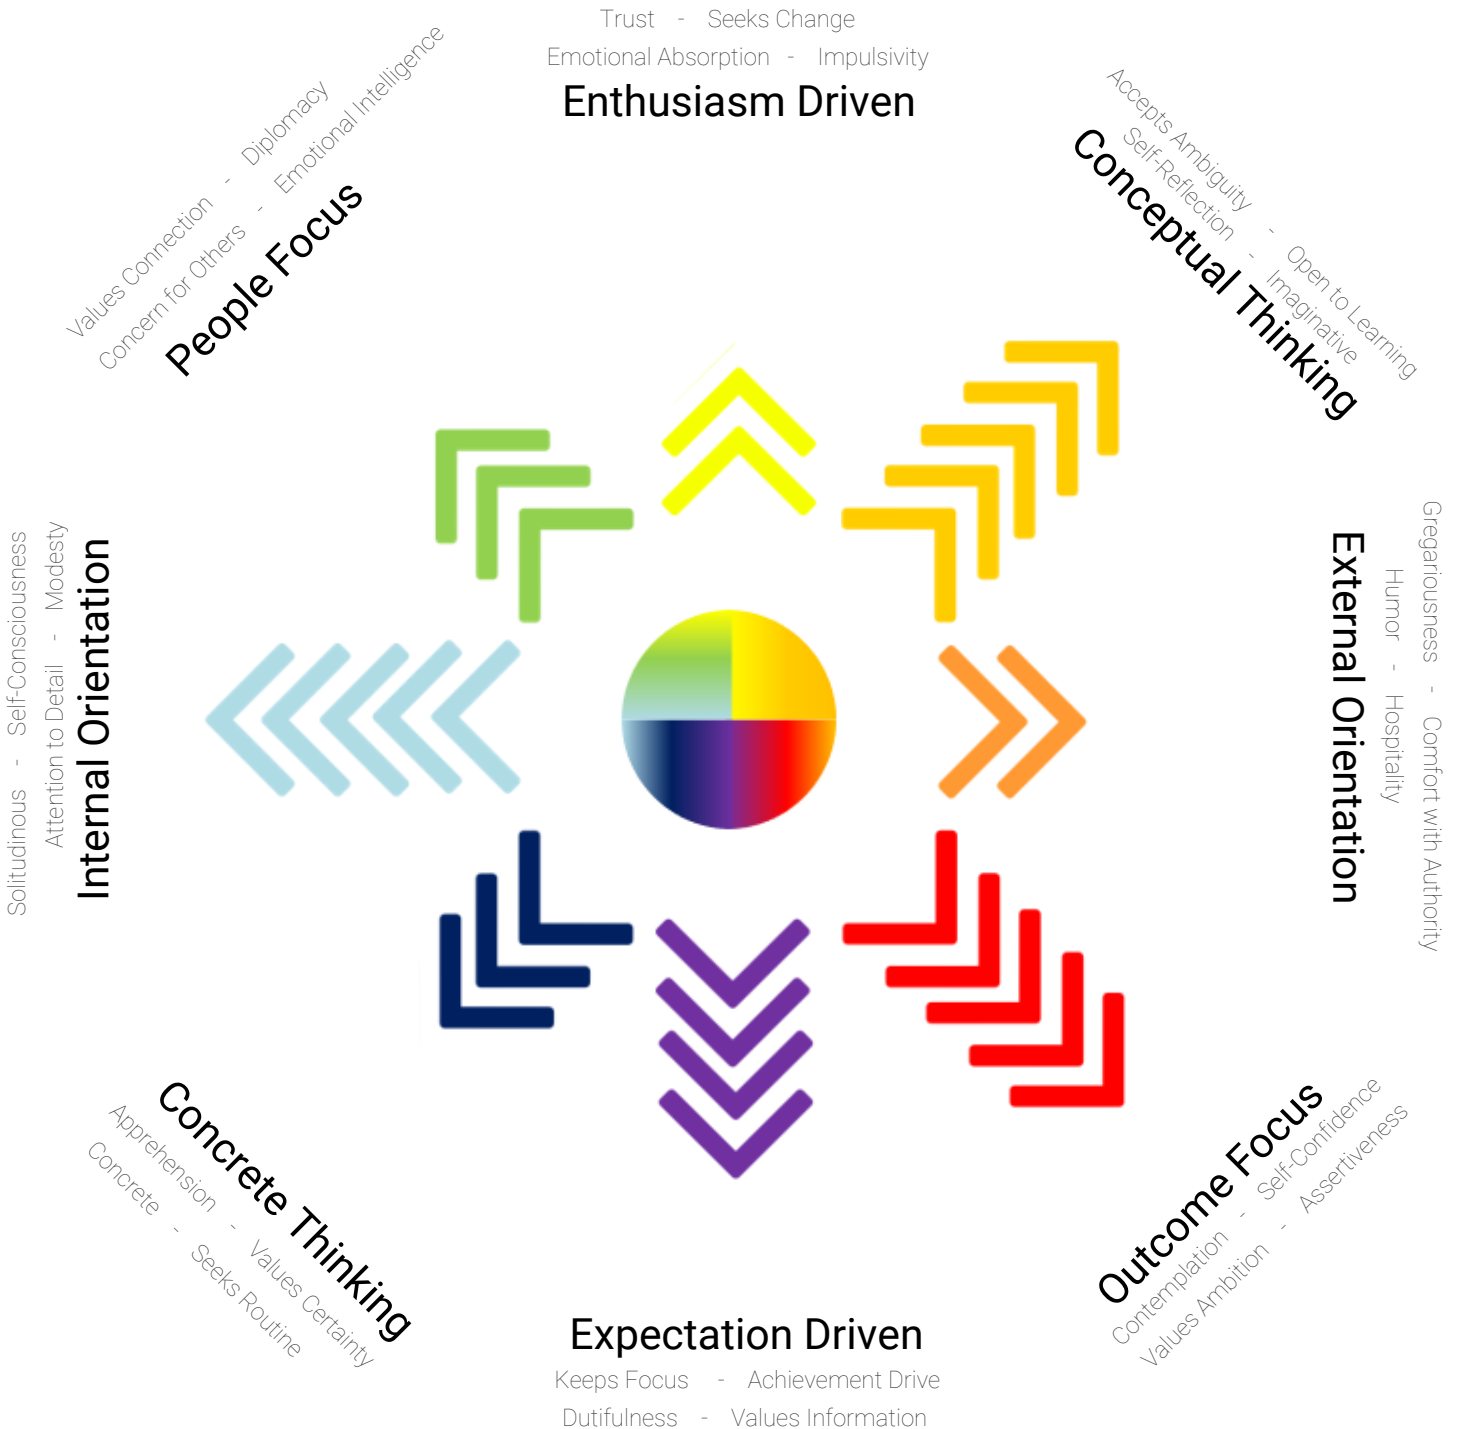 Trust - Seeks Change
Emotional Absorption - Impulsivity
Enthusiasm Driven
Values Connection - Diplomacy
Concern for Others - Emotional Intelligence
People Focus
Accepts Ambiguity - Open to Learning
Self-Reflection - Imaginative
Conceptual Thinking
Solitudinous - Self-Consciousness
Attention to Detail - Modesty
Internal Orientation
Gregariousness - Comfort with Authority
Humor - Hospitality
External Orientation
Concrete Thinking
Apprehension - Values Certainty
Concrete - Seeks Routine
Outcome Focus
Contemplation - Self-Confidence
Values Ambition - Assertiveness
Expectation Driven
Keeps Focus - Achievement Drive
Dutifulness - Values Information